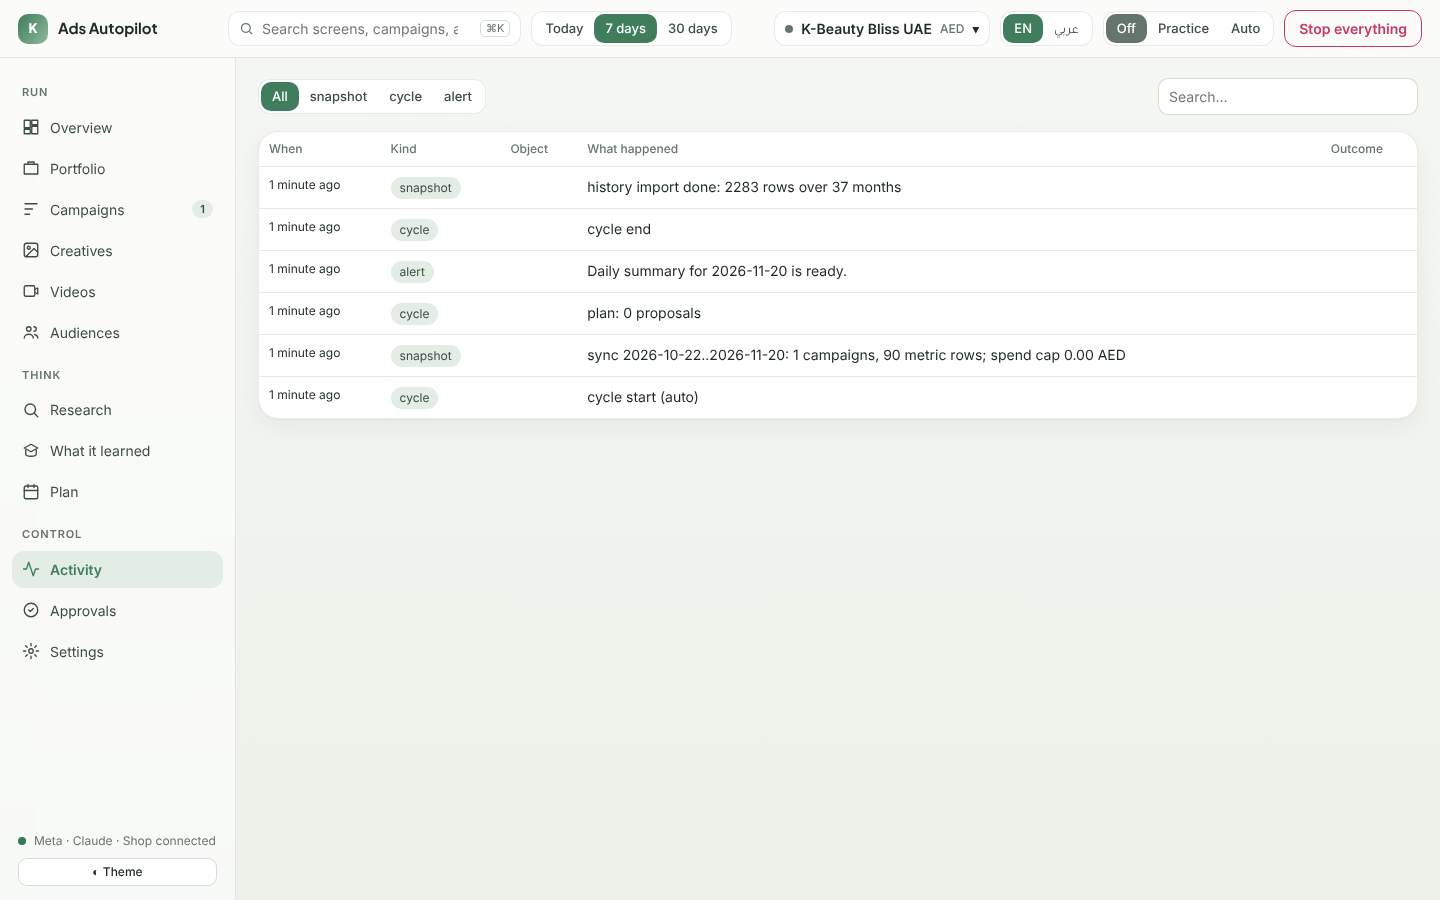 K Ads Autopilot
Search screens, campaigns, a ⌘K
Today 7 days 30 days
K-Beauty Bliss UAE AED ▾
EN عربي
Off Practice Auto
Stop everything
RUN
Overview
Portfolio
Campaigns 1
Creatives
Videos
Audiences
THINK
Research
What it learned
Plan
CONTROL
Activity
Approvals
Settings
Meta · Claude · Shop connected
Theme
All snapshot cycle alert
Search...
When Kind Object What happened Outcome
1 minute ago snapshot history import done: 2283 rows over 37 months
1 minute ago cycle cycle end
1 minute ago alert Daily summary for 2026-11-20 is ready.
1 minute ago cycle plan: 0 proposals
1 minute ago snapshot sync 2026-10-22..2026-11-20: 1 campaigns, 90 metric rows; spend cap 0.00 AED
1 minute ago cycle cycle start (auto)